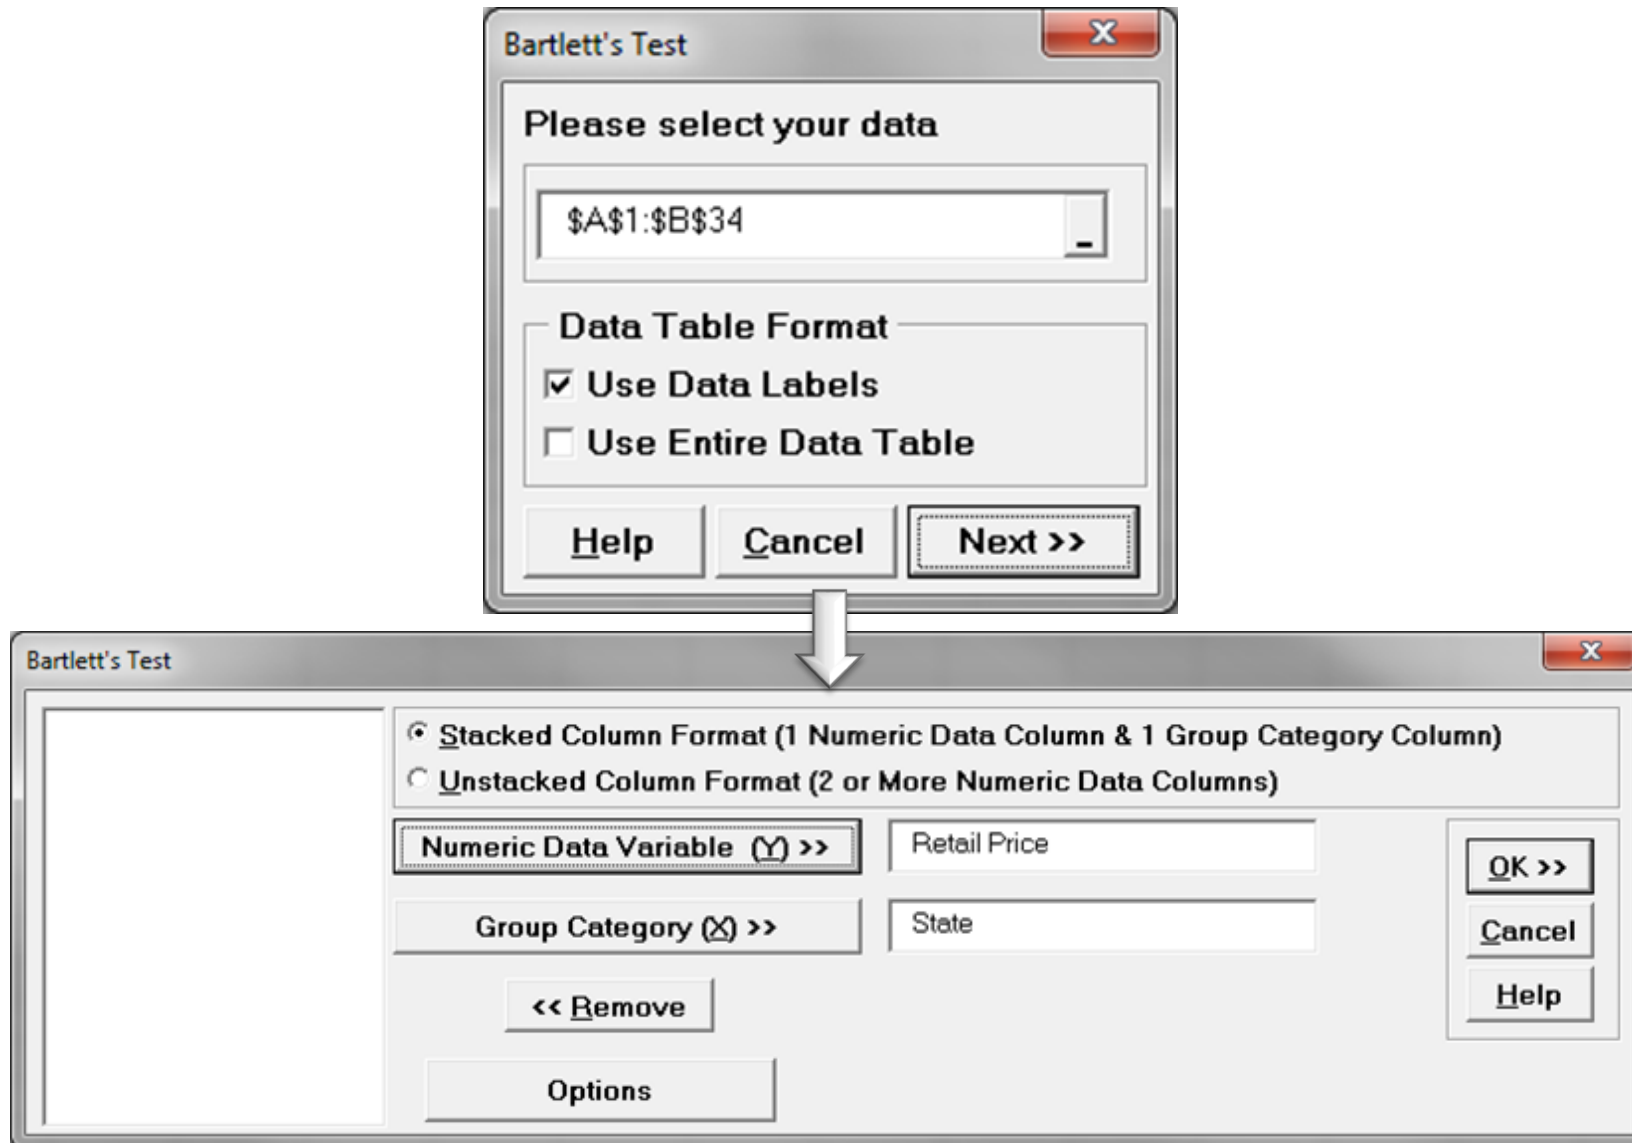 Bartlett's Test
Please select your data
$A$1:$B$34
Data Table Format
Use Data Labels
Use Entire Data Table
Help Cancel Next >>
Bartlett's Test
Stacked Column Format (1 Numeric Data Column & 1 Group Category Column)
Unstacked Column Format (2 or More Numeric Data Columns)
Numeric Data Variable (Y) >> Retail Price
OK >>
Group Category (X) >> State
Cancel
<< Remove
Help
Options